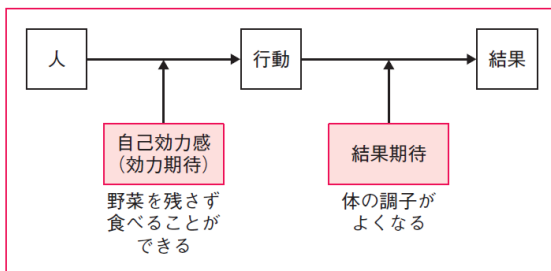 人
行動
結果
自己効力感
(効力期待)
野菜を残さず
食べることが
できる
結果期待
体の調子が
よくなる